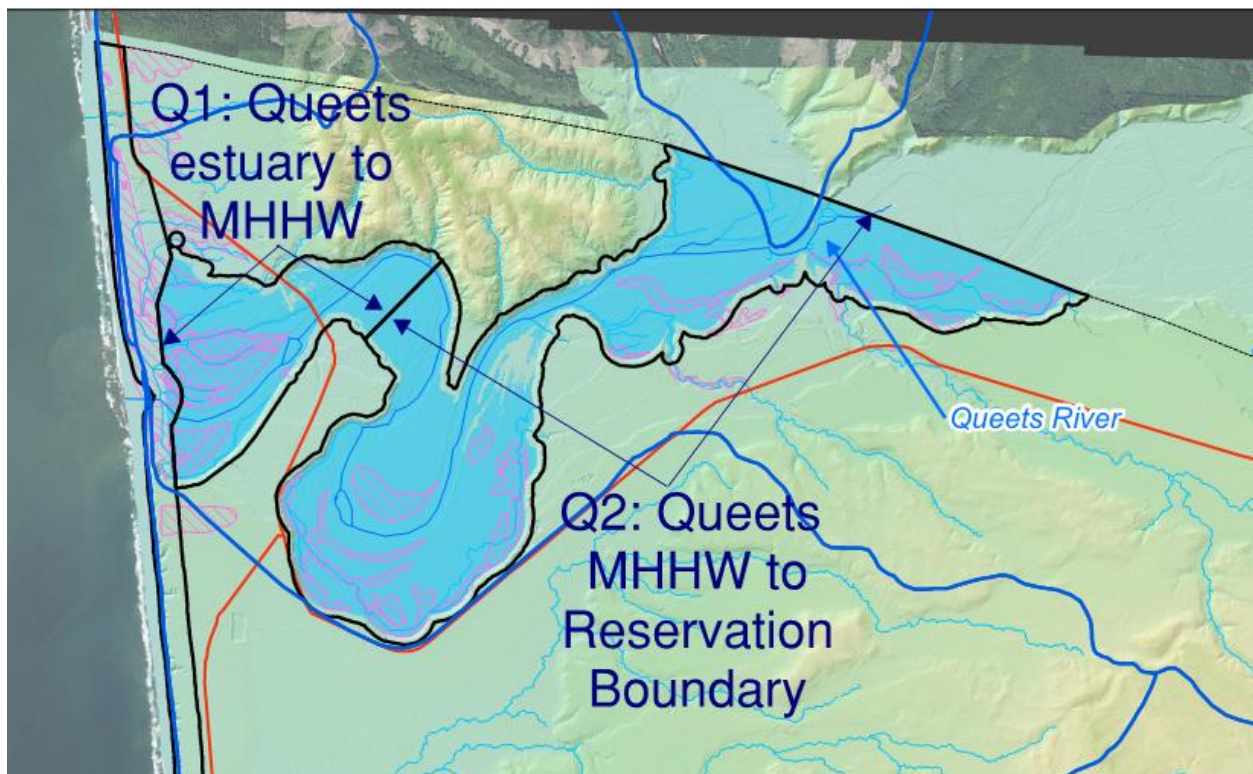 Q1: Queets
estuary to
MHHW
Queets River
Q2: Queets
MHHW to
Reservation
Boundary